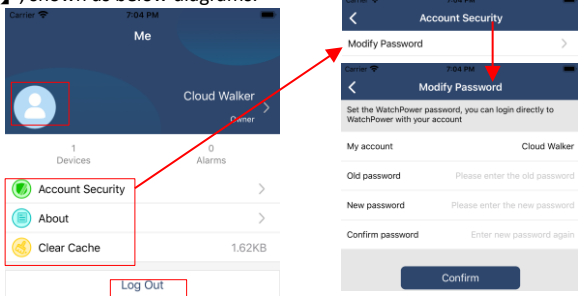 , shown as below diagrams.
Carrier 7:04 PM
Me
Cloud Walker
Owner
1
Devices
0
Alarms
Account Security
About
Clear Cache 1.62KB
Log Out
Carrier 7:04 PM
Account Security
Modify Password
Carrier 7:04 PM
Modify Password
Set the WatchPower password, you can login directly to
WatchPower with your account
My account Cloud Walker
Old password Please enter the old password
New password Please enter the new password
Confirm password Enter new password again
Confirm